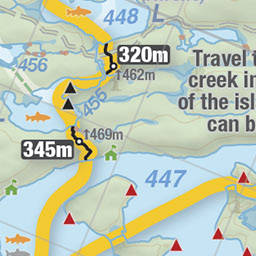 448
L
320m
↑462m
456
Travel t
creek in
of the isl
can b
455
↑469m
345m
447
L